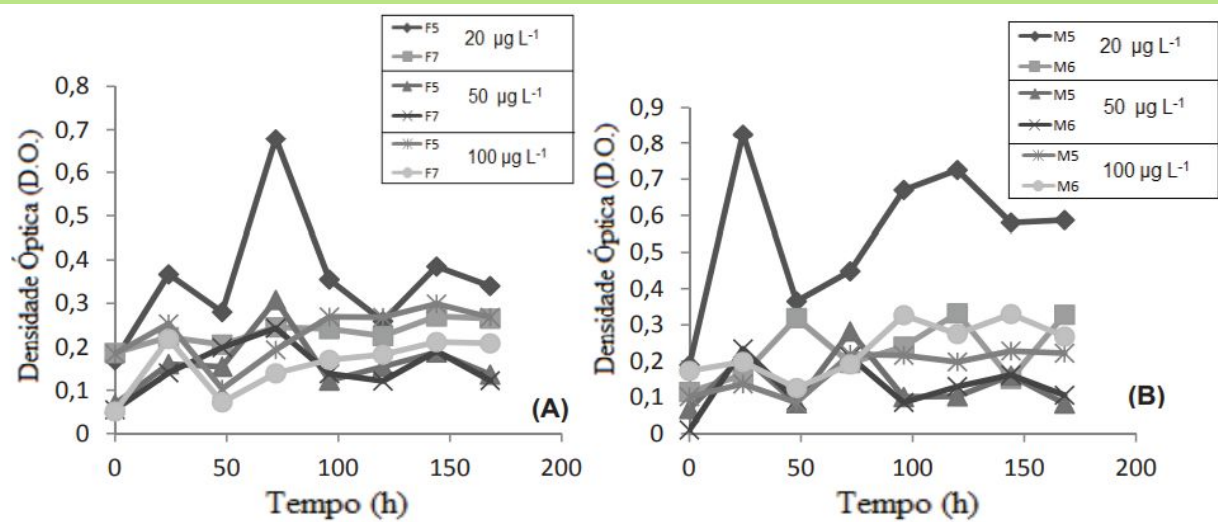 F5 20 µg L-1
F7
F5 50 µg L-1
F7
F5 100 µg L-1
F7
Densidade Óptica (D.O.)
0,8
0,7
0,6
0,5
0,4
0,3
0,2
0,1
0
0 50 100 150 200
Tempo (h)
(A)
M5 20 µg L-1
M6
M5 50 µg L-1
M6
M5 100 µg L-1
M6
Densidade Óptica (D.O.)
0,9
0,8
0,7
0,6
0,5
0,4
0,3
0,2
0,1
0
0 50 100 150 200
Tempo (h)
(B)